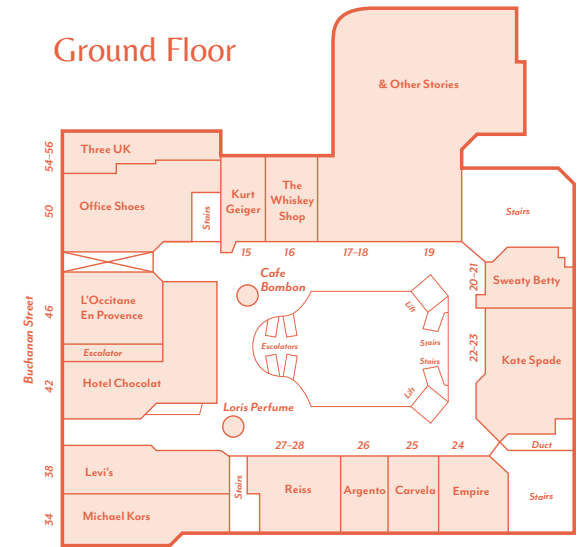 Ground Floor
& Other Stories
54–56
Three UK
50
Office Shoes
Stairs
Kurt
Geiger
The
Whiskey
Shop
Stairs
15
16
17–18
19
Cafe
Bombon
20–21
Sweaty Betty
Buchanan Street
46
L'Occitane
En Provence
Lift
Escalators
Stairs
Stairs
22–23
Kate Spade
Escalator
42
Hotel Chocolat
Lift
Loris Perfume
27–28
26
25
24
Duct
38
Levi's
Stairs
Reiss
Argento
Carvela
Empire
Stairs
34
Michael Kors